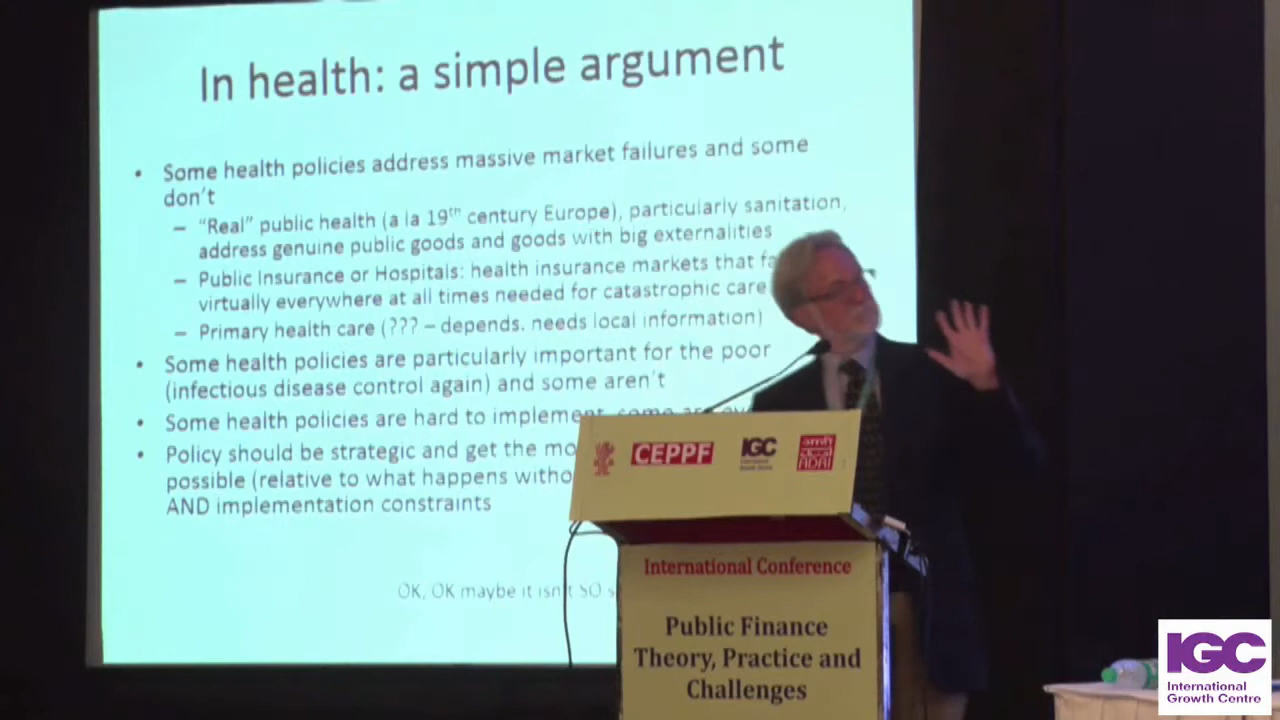 In health: a simple argument
• Some health policies address massive market failures and some
don't
– "Real" public health (a la 19th century Europe), particularly sanitation,
address genuine public goods and goods with big externalities
– Public Insurance or Hospitals: health insurance markets that
virtually everywhere at all times needed for catastrophic care
– Primary health care (??? – depends. needs local information)
• Some health policies are particularly important for the poor
(infectious disease control again) and some aren't
• Some health policies are hard to implement, some
• Policy should be strategic and get the
possible (relative to what happens
AND implementation constraints
OK, OK maybe it isn't SO
CEPPF
IGC
International Conference
Public Finance
Theory, Practice and
Challenges
IGC
International
Growth Centre